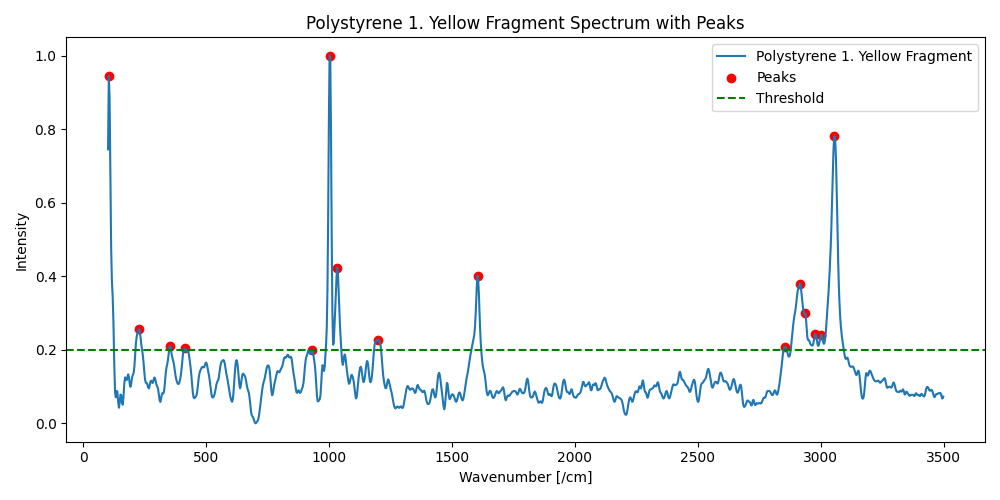 Polystyrene 1. Yellow Fragment Spectrum with Peaks
Polystyrene 1. Yellow Fragment
Peaks
Threshold
Intensity
1.0
0.8
0.6
0.4
0.2
0.0
0 500 1000 1500 2000 2500 3000 3500
Wavenumber [/cm]